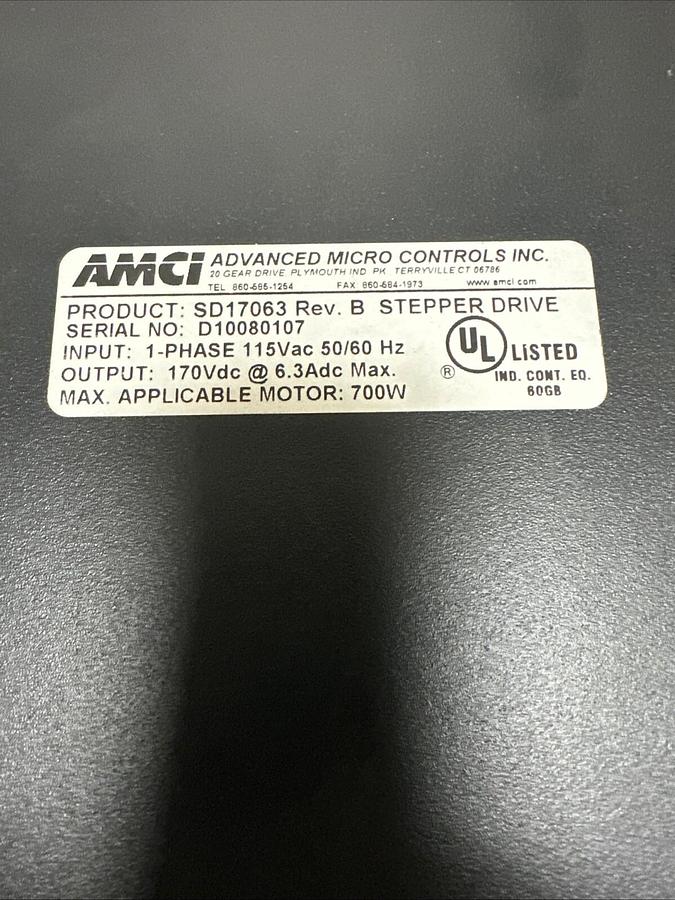 AMCI ADVANCED MICRO CONTROLS INC.
20 GEAR DRIVE PLYMOUTH IND PK TERRYVILLE CT 06786
TEL 860-585-1254 FAX 860-584-1973 www.amci.com
PRODUCT: SD17063 Rev. B STEPPER DRIVE
SERIAL NO: D10080107
INPUT: 1-PHASE 115Vac 50/60 Hz
OUTPUT: 170Vdc @ 6.3Adc Max.
MAX. APPLICABLE MOTOR: 700W
UL LISTED
®
IND. CONT. EQ.
60GB